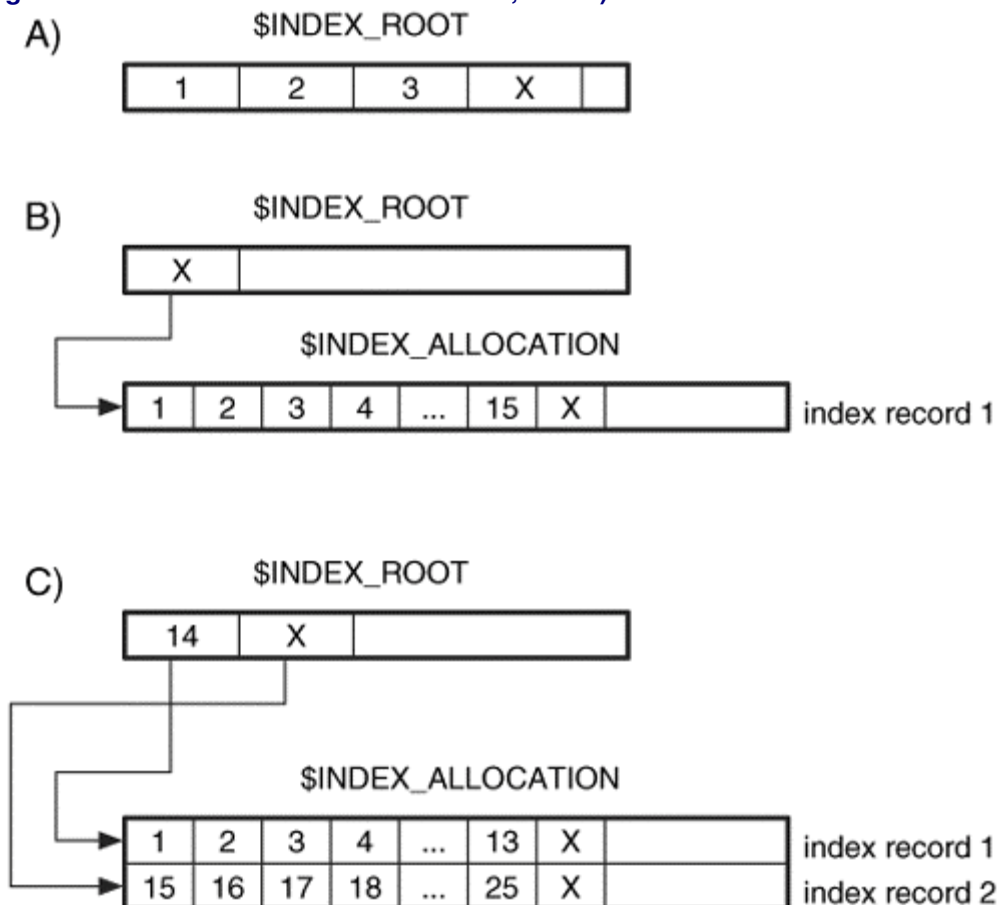 A)
$INDEX_ROOT
1 2 3 X
B)
$INDEX_ROOT
X
$INDEX_ALLOCATION
1 2 3 4 ... 15 X
index record 1
C)
$INDEX_ROOT
14 X
$INDEX_ALLOCATION
1 2 3 4 ... 13 X
index record 1
15 16 17 18 ... 25 X
index record 2